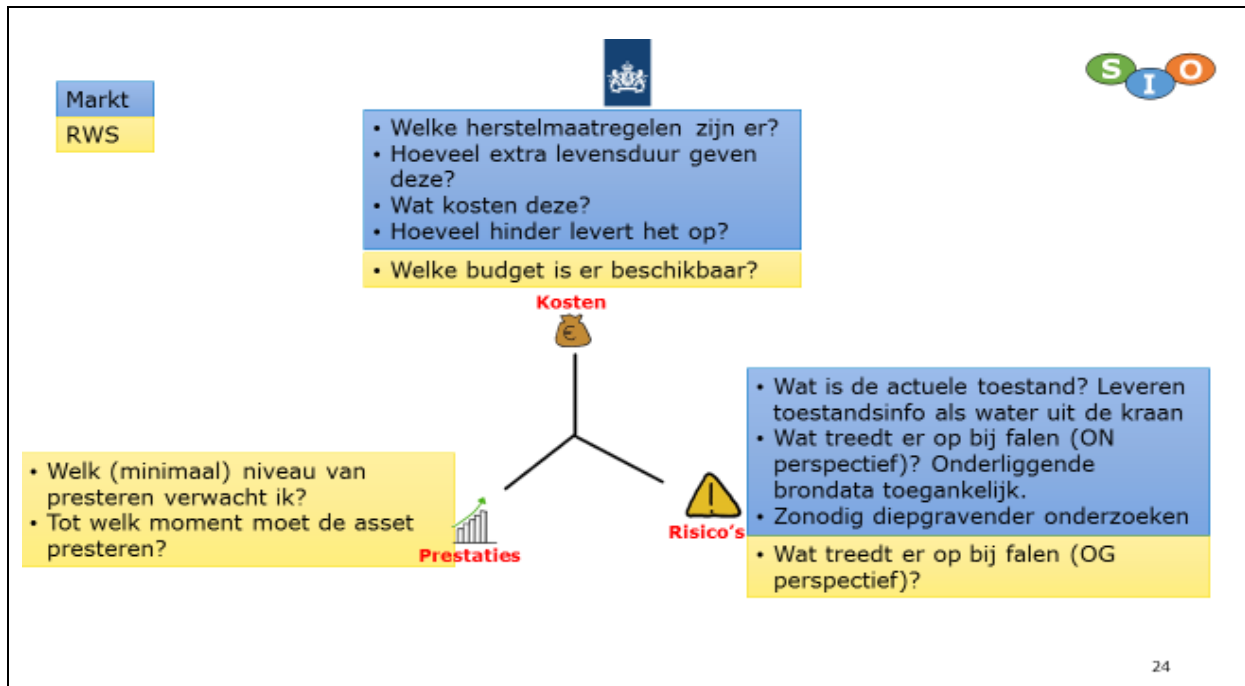 S I O
Markt
RWS
• Welke herstelmaatregelen zijn er?
• Hoeveel extra levensduur geven
deze?
• Wat kosten deze?
• Hoeveel hinder levert het op?
• Welke budget is er beschikbaar?
Kosten
€
• Wat is de actuele toestand? Leveren
toestandsinfo als water uit de kraan
• Wat treedt er op bij falen (ON
perspectief)? Onderliggende
brondata toegankelijk.
• Zonodig diepgravender onderzoeken
• Wat treedt er op bij falen (OG
perspectief)?
Risico's
• Welk (minimaal) niveau van
presteren verwacht ik?
• Tot welk moment moet de asset
presteren?
Prestaties
24